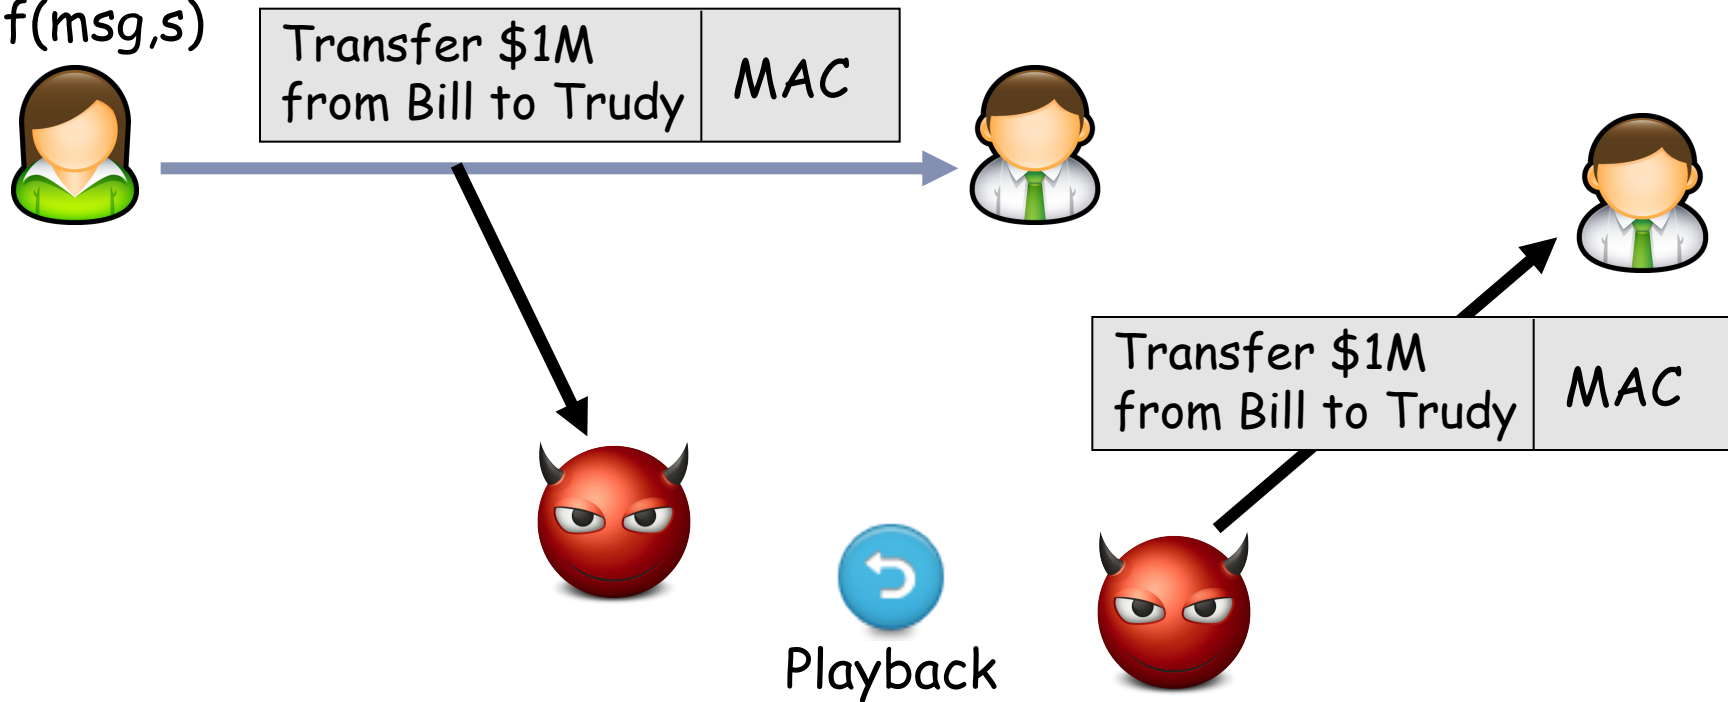 f(msg,s)
Transfer $1M
from Bill to Trudy
MAC
Transfer $1M
from Bill to Trudy
MAC
Playback